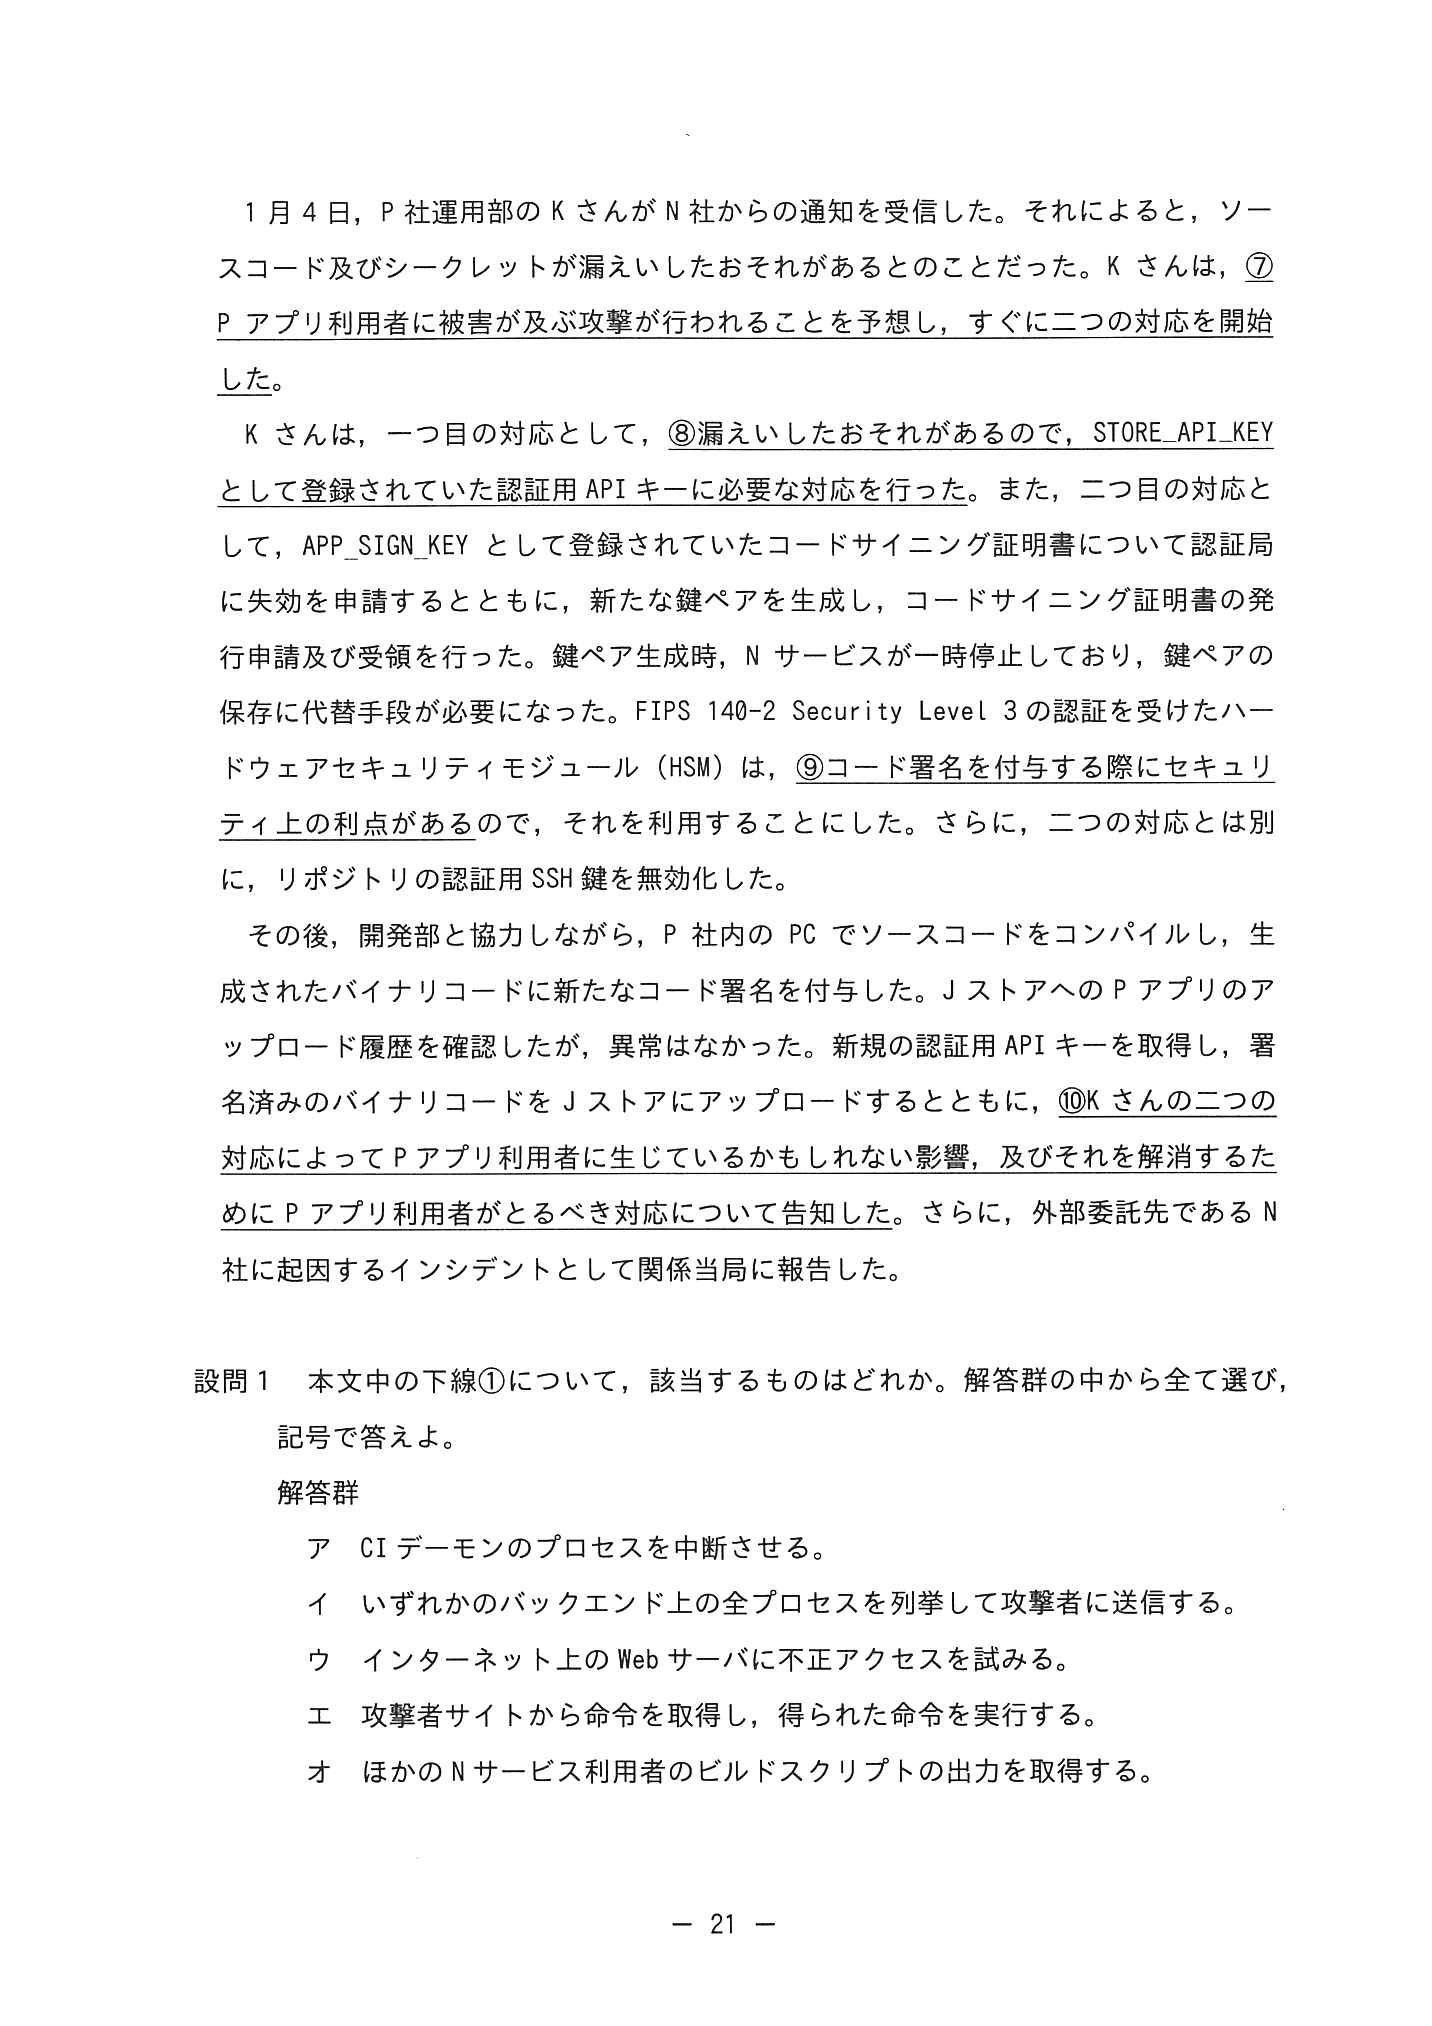 1月4日，P社運用部のKさんがN社からの通知を受信した。それによると，ソー
スコード及びシークレットが漏えいしたおそれがあるとのことだった。Kさんは，⑦
Pアプリ利用者に被害が及ぶ攻撃が行われることを予想し，すぐに二つの対応を開始
した。
Kさんは，一つ目の対応として，⑧漏えいしたおそれがあるので，STORE_API_KEY
として登録されていた認証用APIキーに必要な対応を行った。また，二つ目の対応と
して，APP_SIGN_KEYとして登録されていたコードサイニング証明書について認証局
に失効を申請するとともに，新たな鍵ペアを生成し，コードサイニング証明書の発
行申請及び受領を行った。鍵ペア生成時，Nサービスが一時停止しており，鍵ペアの
保存に代替手段が必要になった。FIPS 140-2 Security Level 3の認証を受けたハー
ドウェアセキュリティモジュール（HSM）は，⑨コード署名を付与する際にセキュリ
ティ上の利点があるので，それを利用することにした。さらに，二つの対応とは別
に，リポジトリの認証用SSH鍵を無効化した。
その後，開発部と協力しながら，P社内のPCでソースコードをコンパイルし，生
成されたバイナリコードに新たなコード署名を付与した。JストアへのPアプリのア
ップロード履歴を確認したが，異常はなかった。新規の認証用APIキーを取得し，署
名済みのバイナリコードをJストアにアップロードするとともに，⑩Kさんの二つの
対応によってPアプリ利用者に生じているかもしれない影響，及びそれを解消するた
めにPアプリ利用者がとるべき対応について告知した。さらに，外部委託先であるN
社に起因するインシデントとして関係当局に報告した。
設問1　本文中の下線①について，該当するものはどれか。解答群の中から全て選び，
記号で答えよ。
解答群
ア　CIデーモンのプロセスを中断させる。
イ　いずれかのバックエンド上の全プロセスを列挙して攻撃者に送信する。
ウ　インターネット上のWebサーバに不正アクセスを試みる。
エ　攻撃者サイトから命令を取得し，得られた命令を実行する。
オ　ほかのNサービス利用者のビルドスクリプトの出力を取得する。
－ 21 －